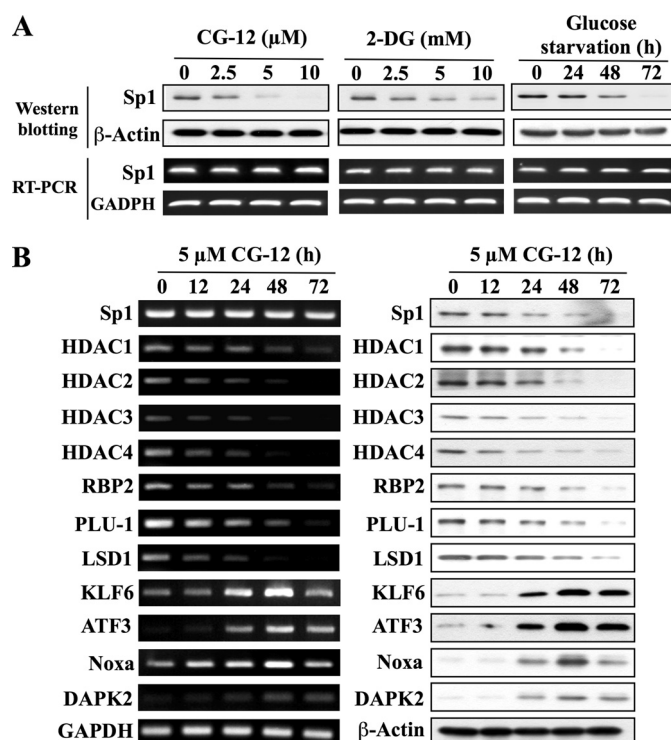 A
CG-12 (μM)
2-DG (mM)
Glucose
starvation (h)
0 2.5 5 10
0 2.5 5 10
0 24 48 72
Western
blotting
Sp1
β-Actin
RT-PCR
Sp1
GADPH
B
5 μM CG-12 (h)
5 μM CG-12 (h)
0 12 24 48 72
0 12 24 48 72
Sp1
HDAC1
HDAC2
HDAC3
HDAC4
RBP2
PLU-1
LSD1
KLF6
ATF3
Noxa
DAPK2
GAPDH
Sp1
HDAC1
HDAC2
HDAC3
HDAC4
RBP2
PLU-1
LSD1
KLF6
ATF3
Noxa
DAPK2
β-Actin